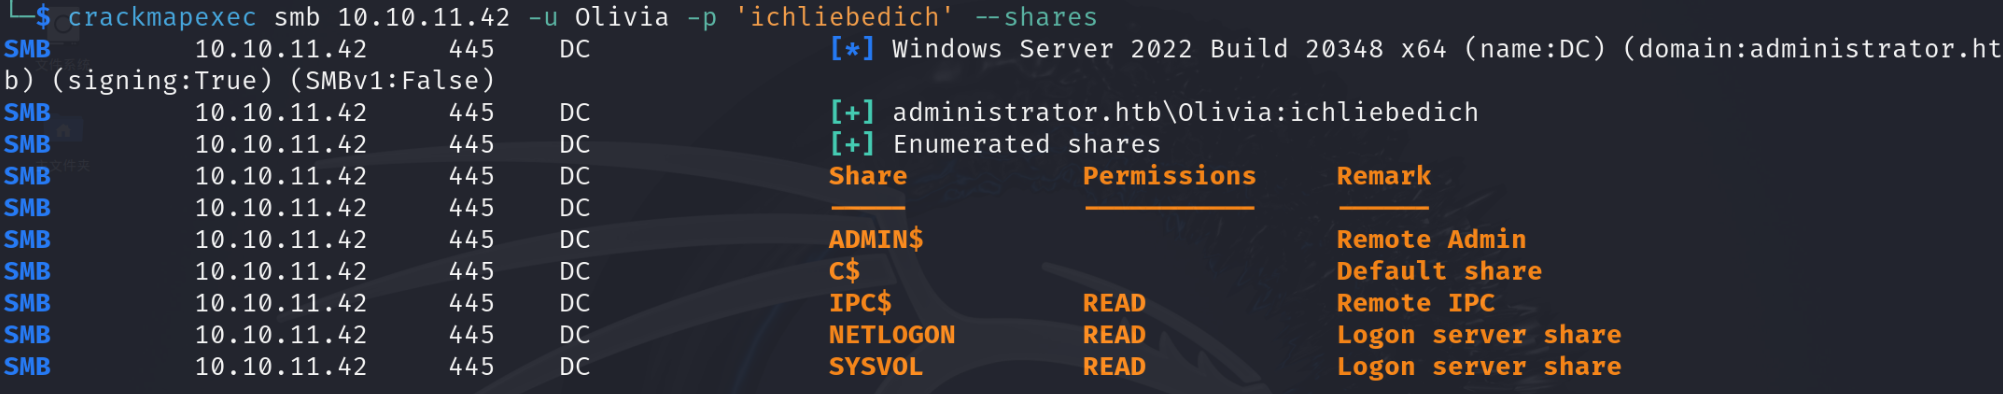 └─$ crackmapexec smb 10.10.11.42 -u Olivia -p 'ichliebedich' --shares
SMB 10.10.11.42 445 DC [*] Windows Server 2022 Build 20348 x64 (name:DC) (domain:administrator.ht
b) (signing:True) (SMBv1:False)
SMB 10.10.11.42 445 DC [+] administrator.htb\Olivia:ichliebedich
SMB 10.10.11.42 445 DC [+] Enumerated shares
SMB 10.10.11.42 445 DC Share Permissions Remark
SMB 10.10.11.42 445 DC ----- ----------- ------
SMB 10.10.11.42 445 DC ADMIN$ Remote Admin
SMB 10.10.11.42 445 DC C$ Default share
SMB 10.10.11.42 445 DC IPC$ READ Remote IPC
SMB 10.10.11.42 445 DC NETLOGON READ Logon server share
SMB 10.10.11.42 445 DC SYSVOL READ Logon server share